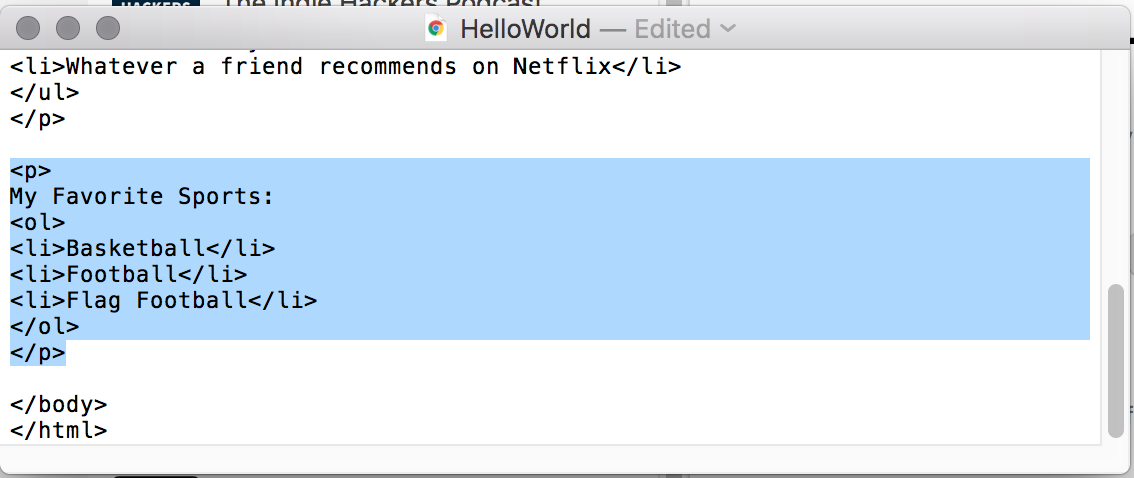 HACKERS The Indie Hackers Podcast
HelloWorld — Edited
<li>Whatever a friend recommends on Netflix</li>
</ul>
</p>
<p>
My Favorite Sports:
<ol>
<li>Basketball</li>
<li>Football</li>
<li>Flag Football</li>
</ol>
</p>
</body>
</html>